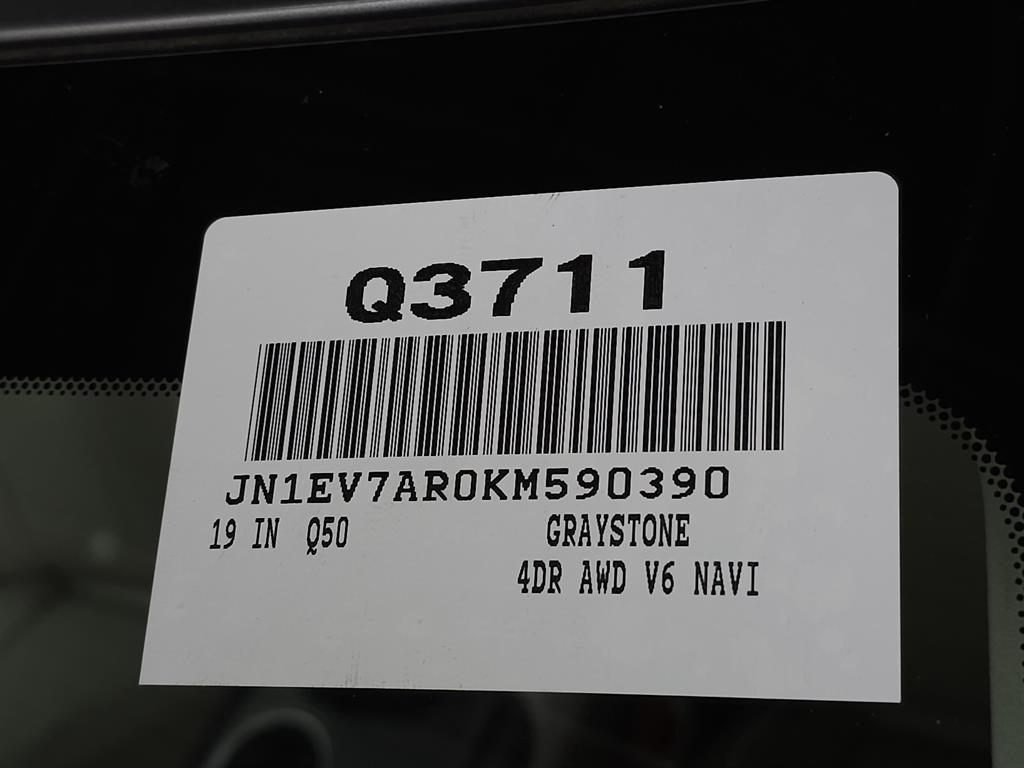 Q3711
JN1EV7AR0KM590390
19 IN Q50 GRAYSTONE
4DR AWD V6 NAVI